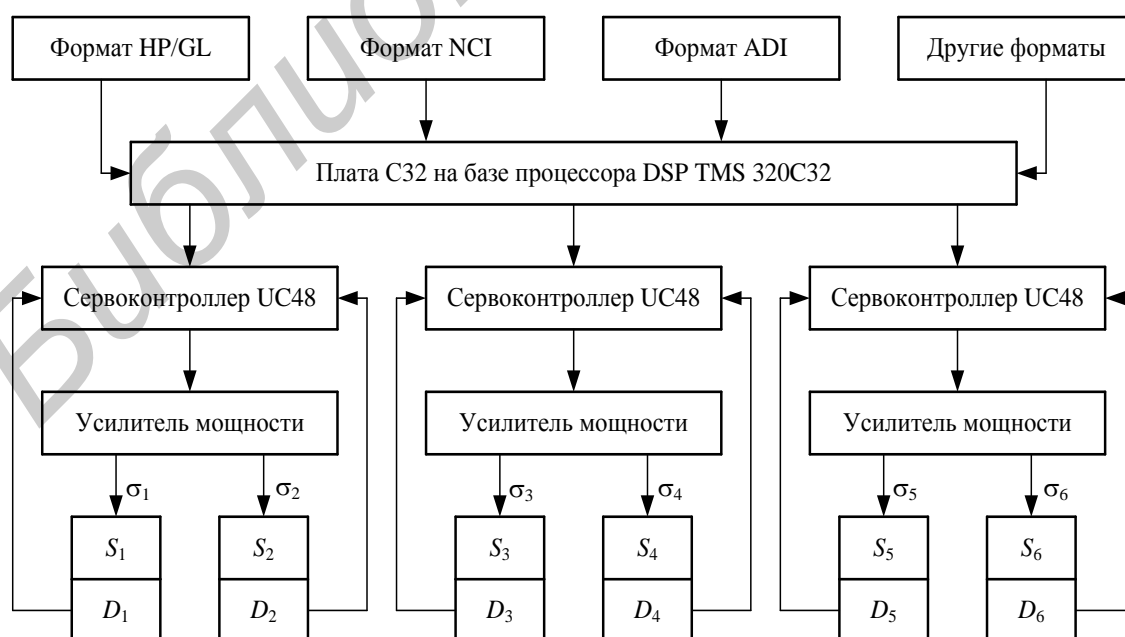 Формат HP/GL
Формат NCI
Формат ADI
Другие форматы
Плата C32 на базе процессора DSP TMS 320C32
Сервоконтроллер UC48
Сервоконтроллер UC48
Сервоконтроллер UC48
Усилитель мощности
Усилитель мощности
Усилитель мощности
σ1
σ2
σ3
σ4
σ5
σ6
S1
S2
S3
S4
S5
S6
D1
D2
D3
D4
D5
D6